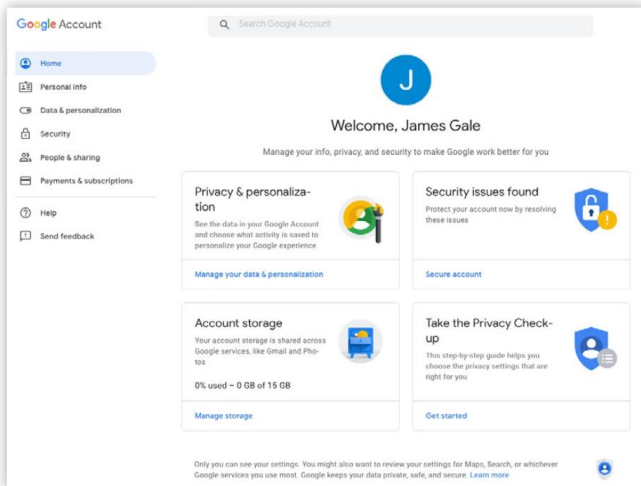 Google Account
Search Google Account
Home
Personal info
Data & personalization
Security
People & sharing
Payments & subscriptions
Help
Send feedback
J
Welcome, James Gale
Manage your info, privacy, and security to make Google work better for you
Privacy & personaliza-
tion
See the data in your Google Account
and choose what activity is saved to
personalize your Google experience
Manage your data & personalization
Security issues found
Protect your account now by resolving
these issues
Secure account
Account storage
Your account storage is shared across
Google services, like Gmail and Pho-
tos
0% used – 0 GB of 15 GB
Manage storage
Take the Privacy Check-
up
This step-by-step guide helps you
choose the privacy settings that are
right for you
Get started
Only you can see your settings. You might also want to review your settings for Maps, Search, or whichever
Google services you use most. Google keeps your data private, safe, and secure. Learn more